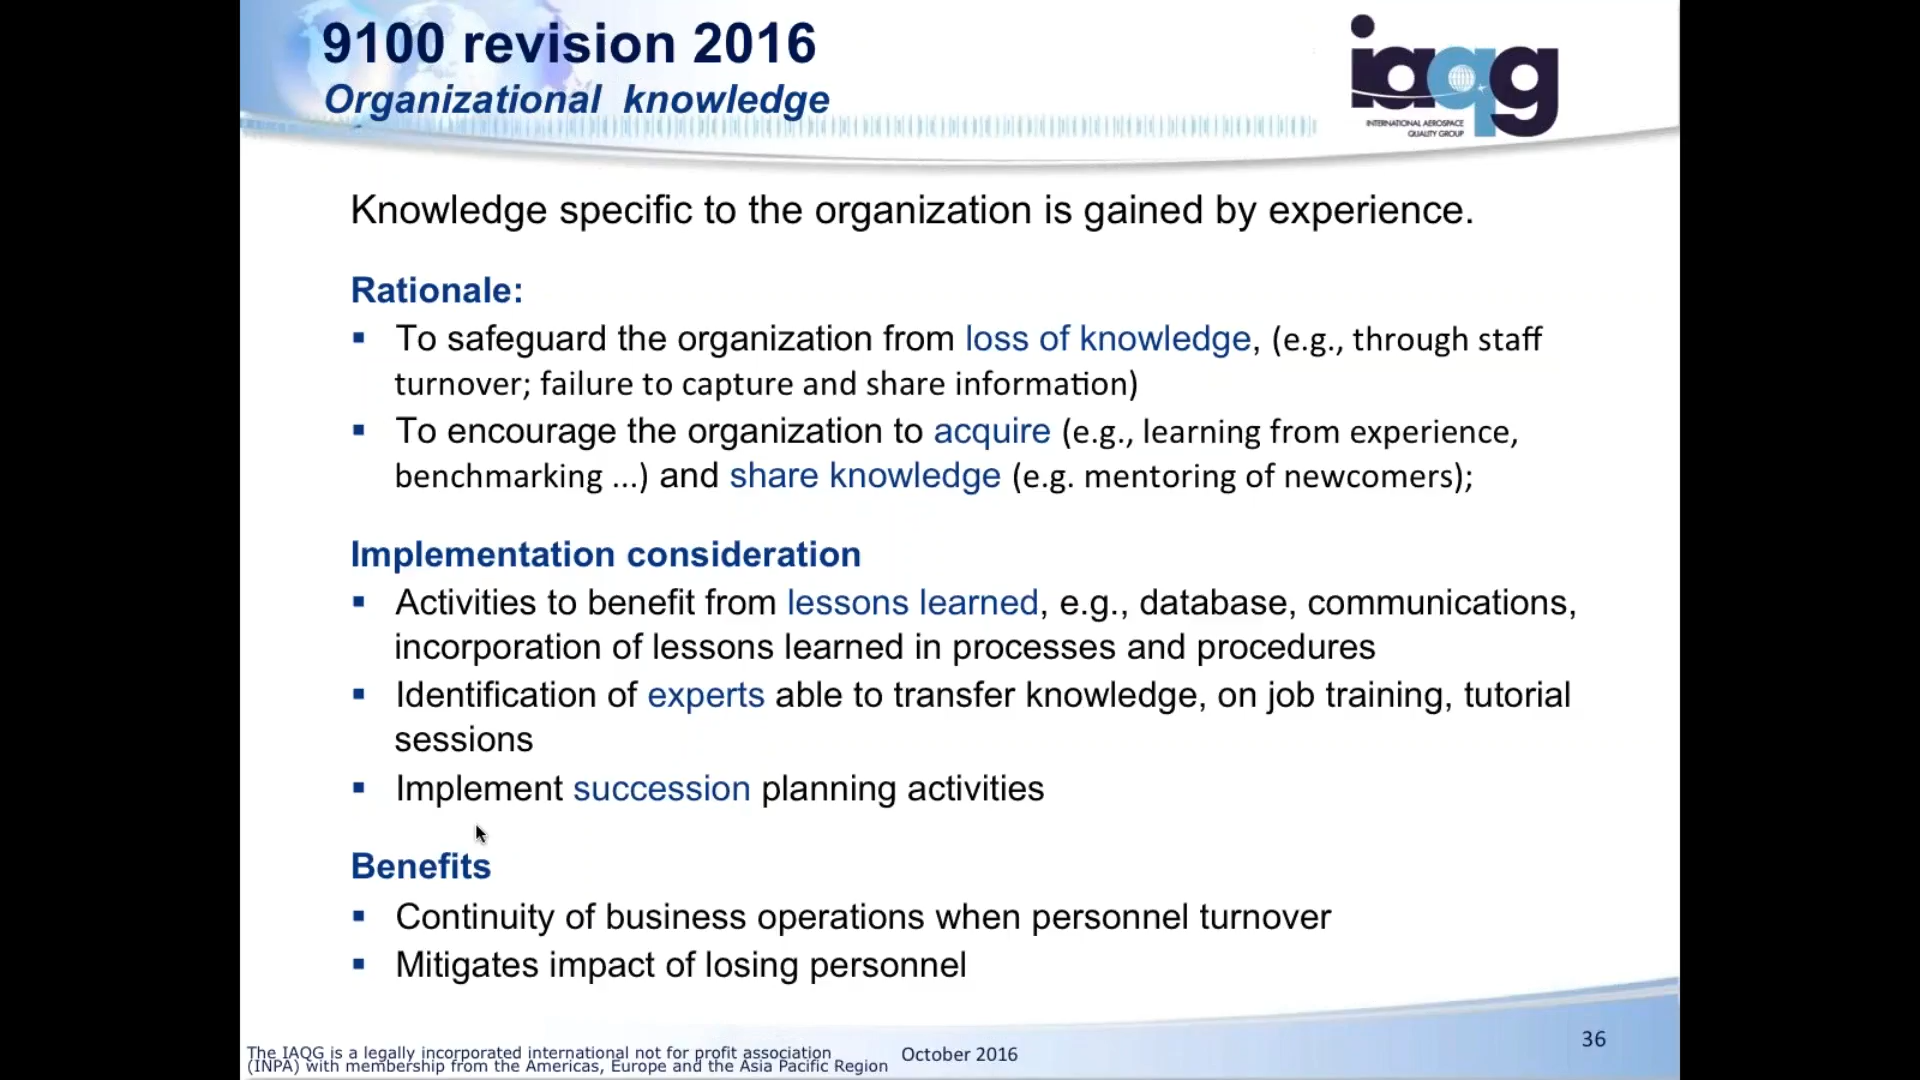 9100 revision 2016
Organizational knowledge
iaqg
INTERNATIONAL AEROSPACE
QUALITY GROUP
Knowledge specific to the organization is gained by experience.
Rationale:
▪ To safeguard the organization from loss of knowledge, (e.g., through staff
turnover; failure to capture and share information)
▪ To encourage the organization to acquire (e.g., learning from experience,
benchmarking ...) and share knowledge (e.g. mentoring of newcomers);
Implementation consideration
▪ Activities to benefit from lessons learned, e.g., database, communications,
incorporation of lessons learned in processes and procedures
▪ Identification of experts able to transfer knowledge, on job training, tutorial
sessions
▪ Implement succession planning activities
Benefits
▪ Continuity of business operations when personnel turnover
▪ Mitigates impact of losing personnel
The IAQG is a legally incorporated international not for profit association
(INPA) with membership from the Americas, Europe and the Asia Pacific Region
October 2016
36